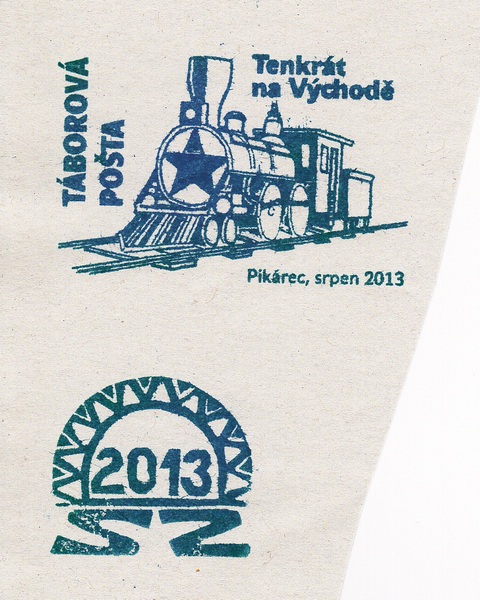 TÁBOROVÁ
POŠTA
Tenkrát
na Východě
Pikárec, srpen 2013
2013